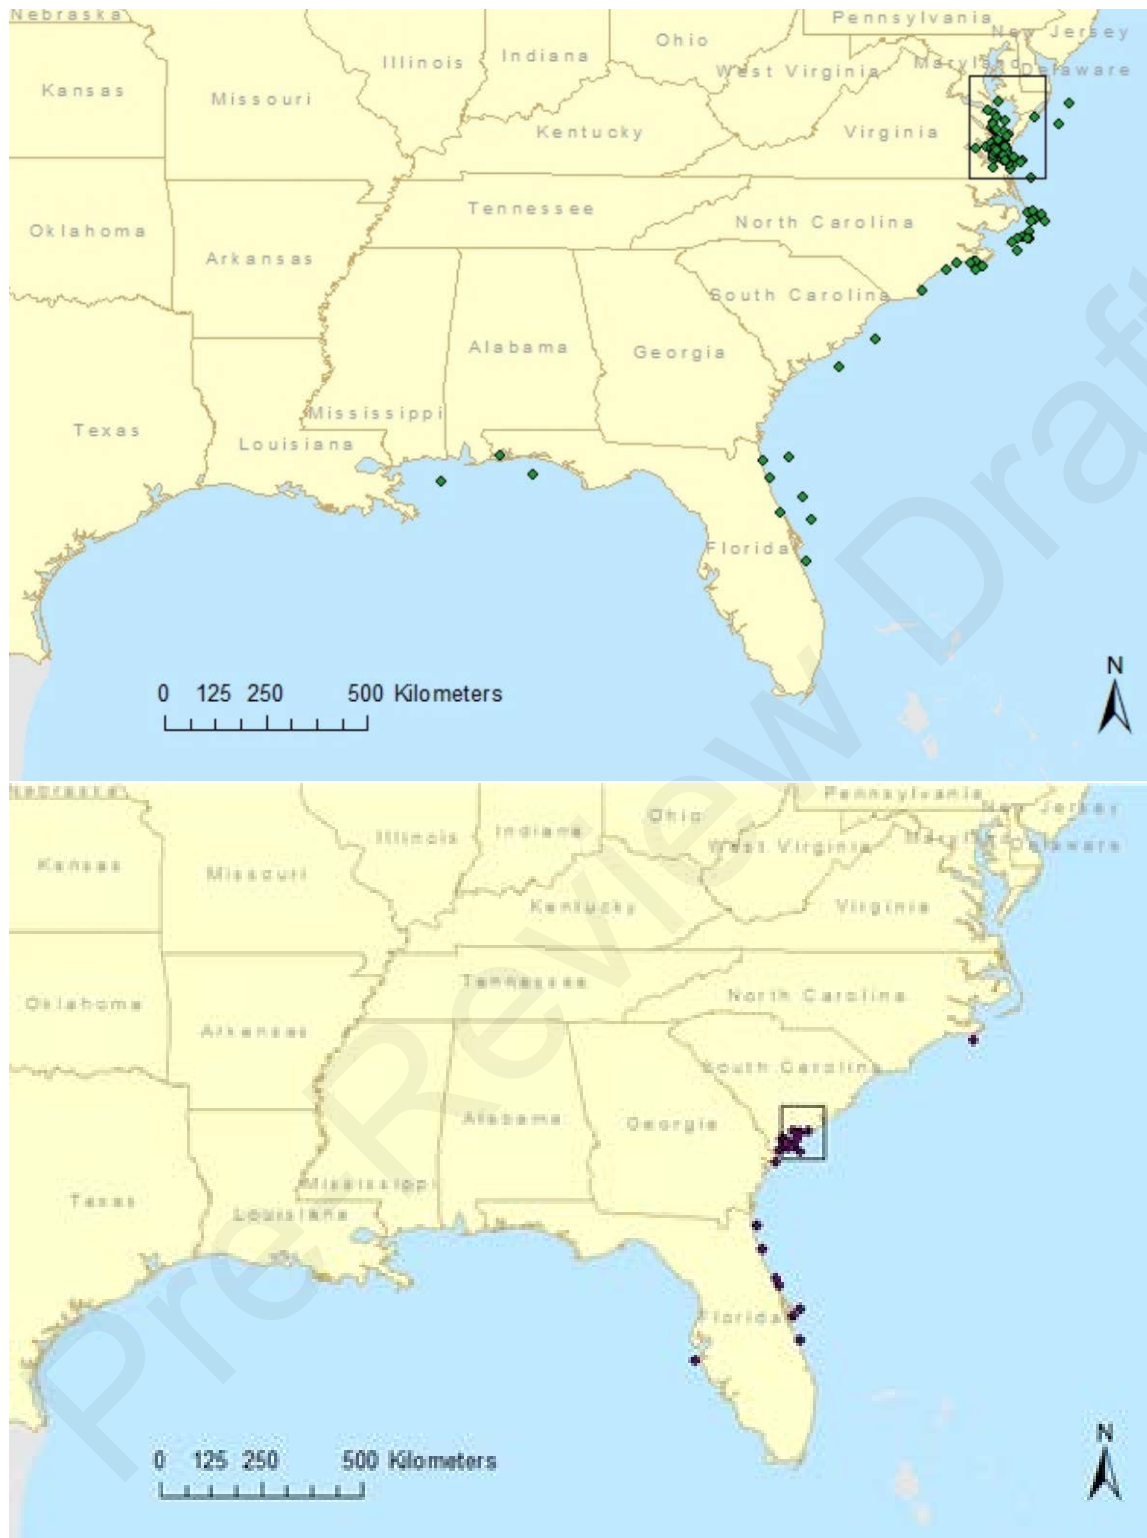 Nebraska
Pennsylvania
New Jersey
Ohio
Indiana
Illinois
West Virginia
Maryland
Delaware
Kansas
Missouri
Kentucky
Virginia
Tennessee
North Carolina
Oklahoma
Arkansas
South Carolina
Alabama
Georgia
Mississippi
Texas
Louisiana
Florida
N
0 125 250 500 Kilometers
Nebraska
Pennsylvania
New Jersey
Ohio
Indiana
Illinois
West Virginia
Maryland
Delaware
Kansas
Missouri
Kentucky
Virginia
Tennessee
North Carolina
Oklahoma
Arkansas
South Carolina
Alabama
Georgia
Mississippi
Texas
Louisiana
Florida
N
0 125 250 500 Kilometers
Pre-Review Draft